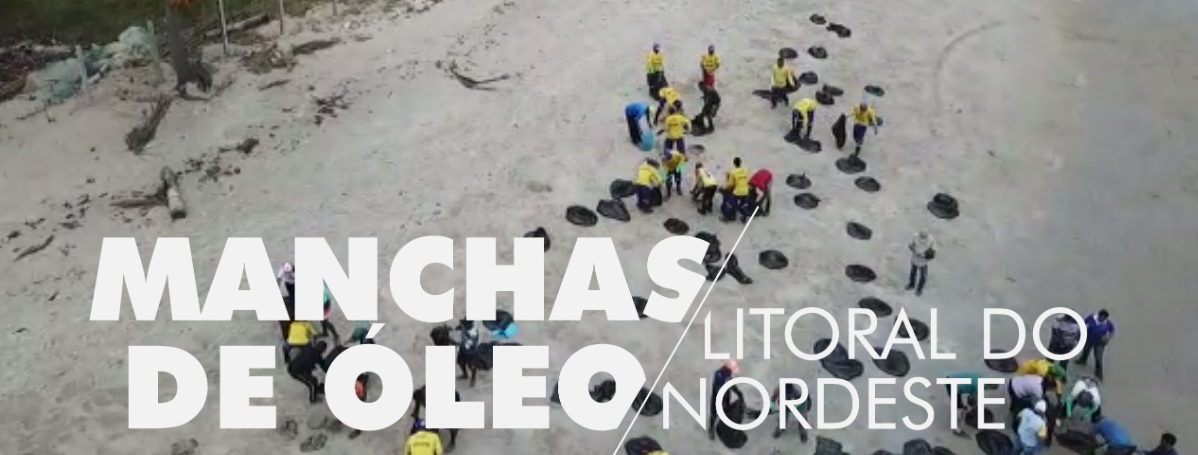 MANCHAS
DE ÓLEO
LITORAL DO
NORDESTE